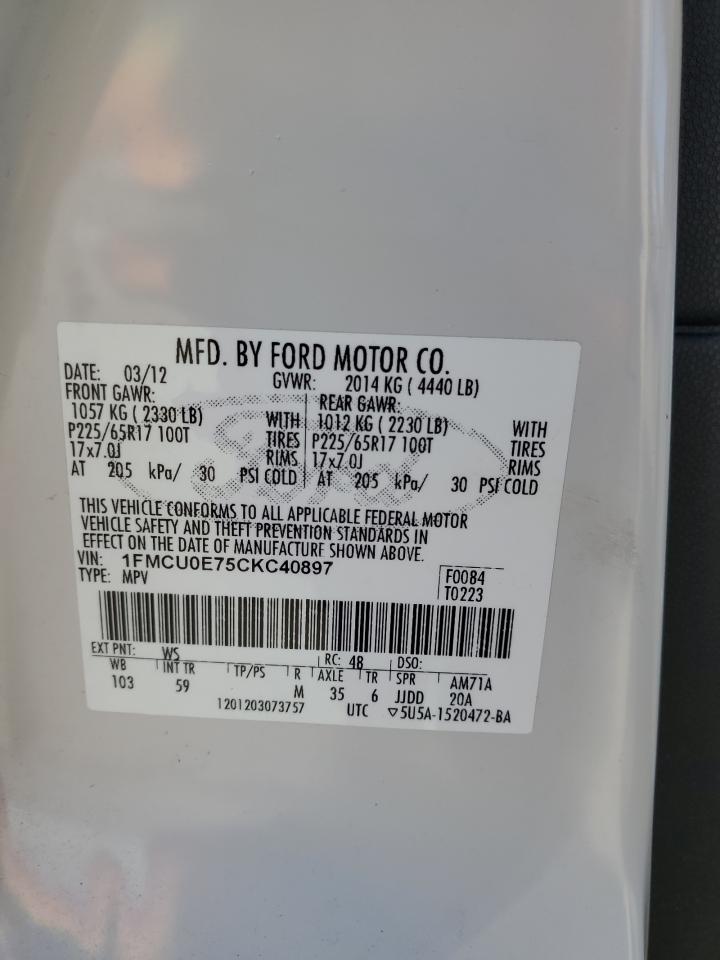 MFD. BY FORD MOTOR CO.
DATE: 03/12 GVWR: 2014 KG ( 4440 LB)
FRONT GAWR: REAR GAWR:
1057 KG ( 2330 LB) WITH 1012 KG ( 2230 LB) WITH
P225/65R17 100T TIRES P225/65R17 100T TIRES
17x7.0J RIMS 17x7.0J RIMS
AT 205 kPa/ 30 PSI COLD AT 205 kPa/ 30 PSI COLD
THIS VEHICLE CONFORMS TO ALL APPLICABLE FEDERAL MOTOR
VEHICLE SAFETY AND THEFT PREVENTION STANDARDS IN
EFFECT ON THE DATE OF MANUFACTURE SHOWN ABOVE.
VIN: 1FMCU0E75CKC40897 F0084
TYPE: MPV T0223
EXT PNT: WS RC: 48 DSO:
WB INT TR TP/PS R AXLE TR SPR AM71A
103 59 M 35 6 JJDD 20A
1201203073757 UTC ▽5U5A-1520472-BA
Ford